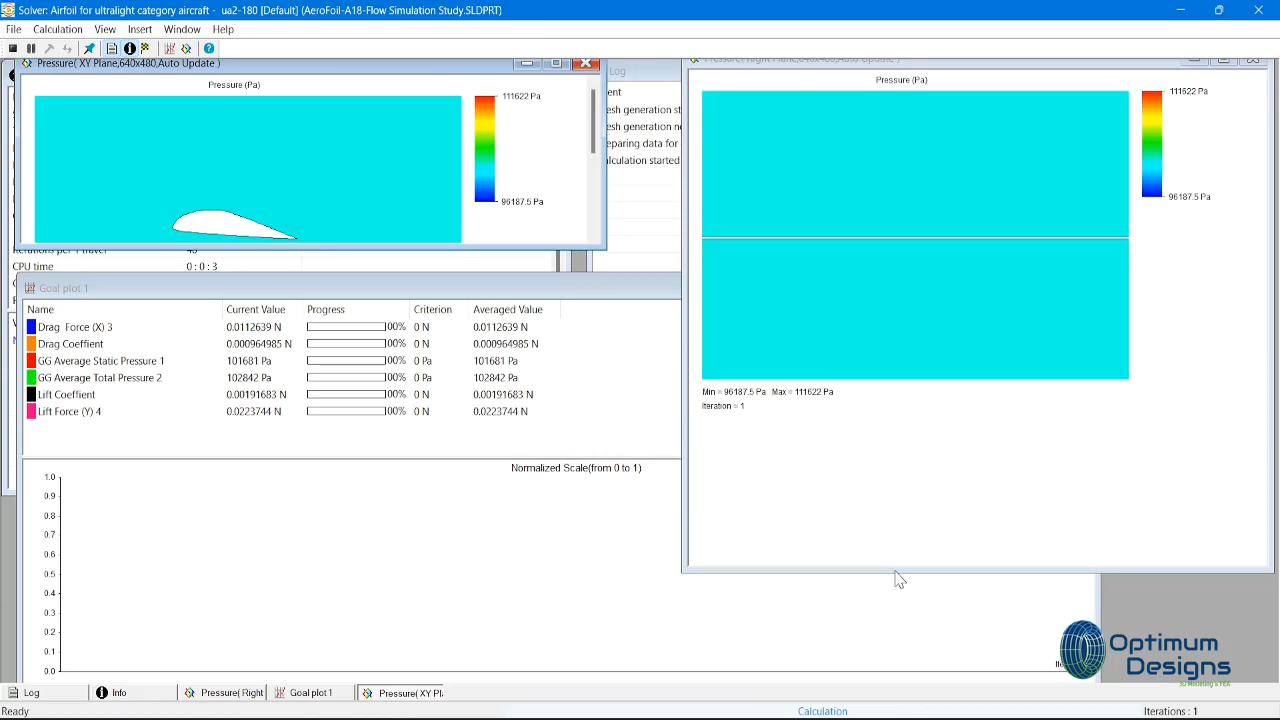 Solver: Airfoil for ultralight category aircraft - ua2-180 [Default] (AeroFoil-A18-Flow Simulation Study.SLDPRT)
File Calculation View Insert Window Help
Pressure( XY Plane,640x480,Auto Update )
Pressure (Pa)
111622 Pa
96187.5 Pa
Log
ent
esh generation st
esh generation no
eparing data for
alculation started
Pressure (Pa)
111622 Pa
96187.5 Pa
Min = 96187.5 Pa Max = 111622 Pa
Iteration = 1
CPU time 0 : 0 : 3
Goal plot 1
Name Current Value Progress Criterion Averaged Value
Drag Force (X) 3 0.0112639 N 00% 0 N 0.0112639 N
Drag Coeffient 0.000964985 N 00% 0 N 0.000964985 N
GG Average Static Pressure 1 101681 Pa 00% 0 Pa 101681 Pa
GG Average Total Pressure 2 102842 Pa 00% 0 Pa 102842 Pa
Lift Coeffient 0.00191683 N 00% 0 N 0.00191683 N
Lift Force (Y) 4 0.0223744 N 00% 0 N 0.0223744 N
Normalized Scale(from 0 to 1)
1.0
0.9
0.8
0.7
0.6
0.5
0.4
0.3
0.2
0.1
0.0
Optimum
Designs
3D Modeling & FEA
Log Info Pressure( Right Goal plot 1 Pressure( XY Pl
Ready Calculation Iterations : 1